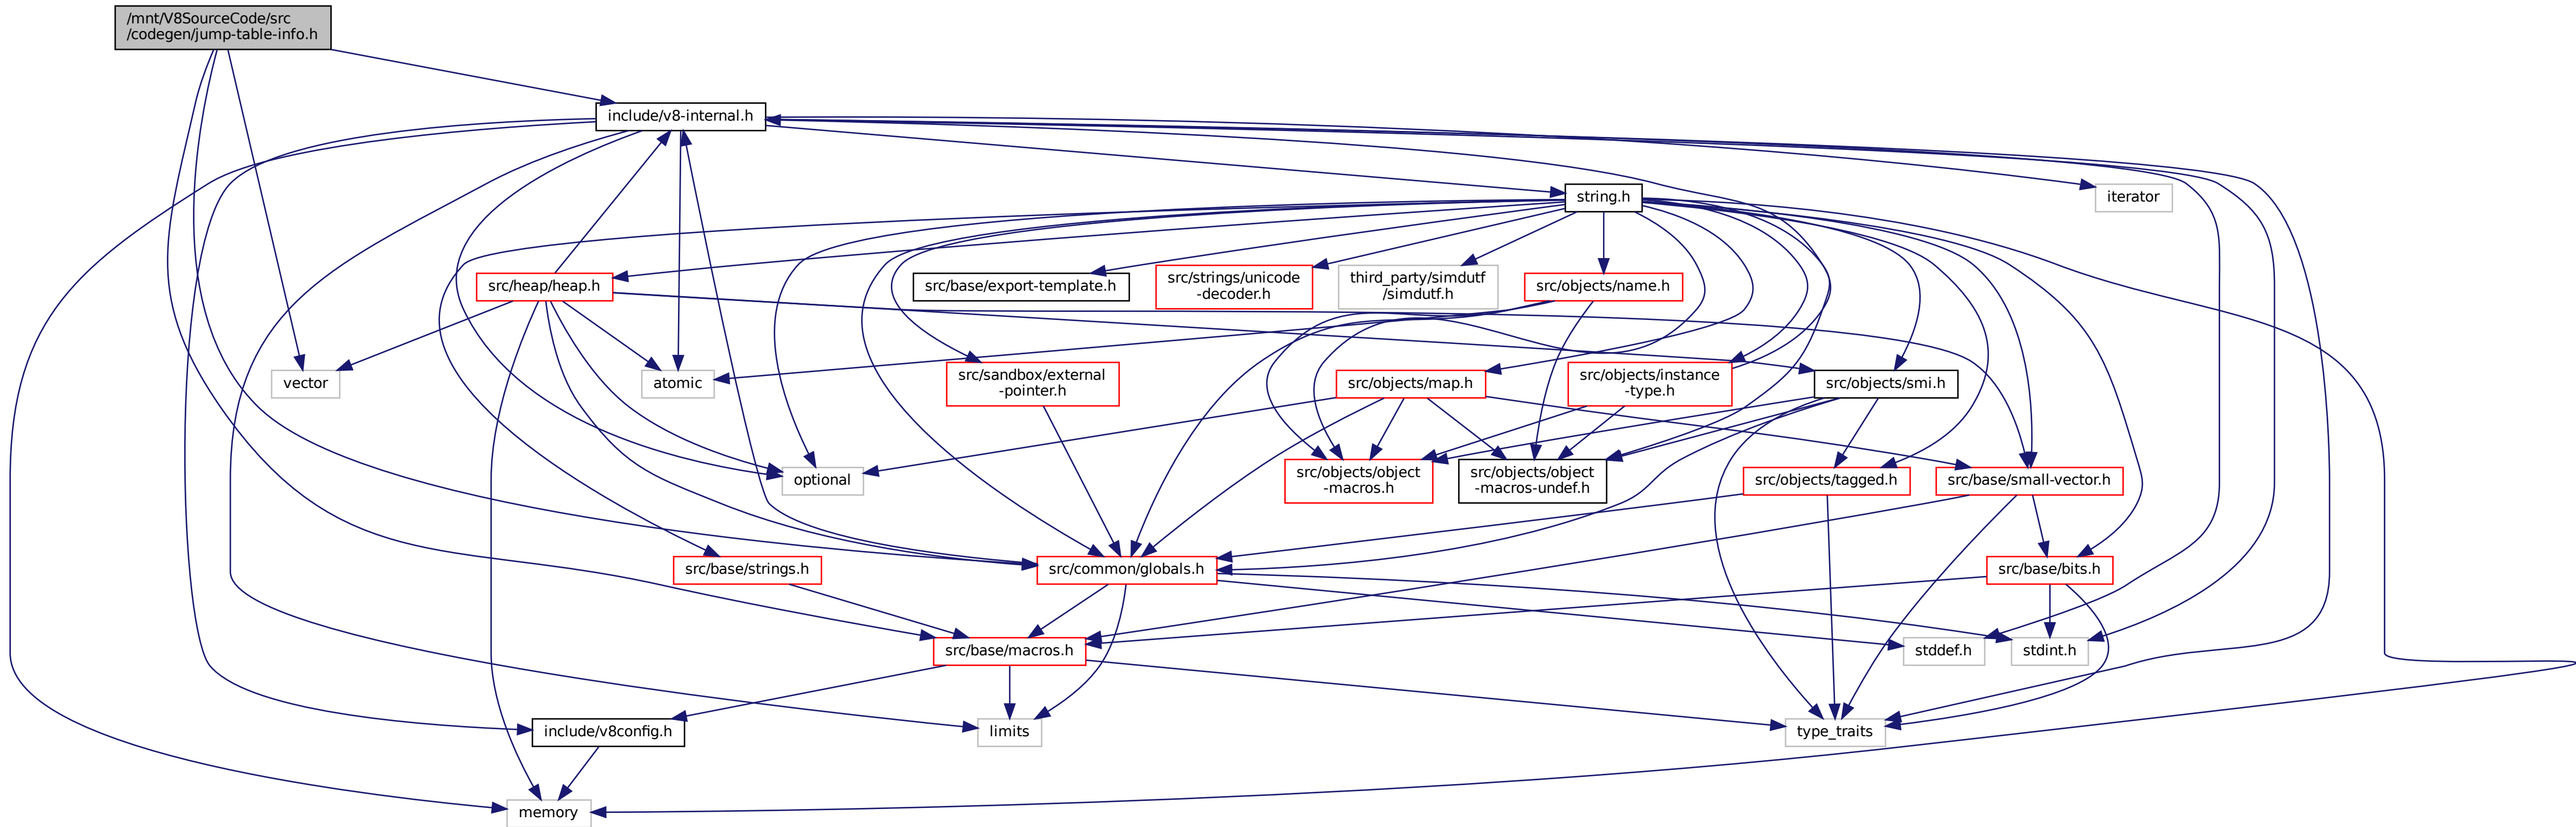 /mnt/V8SourceCode/src
/codegen/jump-table-info.h
include/v8-internal.h
string.h
iterator
src/heap/heap.h
src/base/export-template.h
src/strings/unicode
-decoder.h
third_party/simdutf
/simdutf.h
src/objects/name.h
vector
atomic
src/sandbox/external
-pointer.h
src/objects/map.h
src/objects/instance
-type.h
src/objects/smi.h
optional
src/objects/object
-macros.h
src/objects/object
-macros-undef.h
src/objects/tagged.h
src/base/small-vector.h
src/base/strings.h
src/common/globals.h
src/base/bits.h
src/base/macros.h
stddef.h
stdint.h
include/v8config.h
limits
type_traits
memory